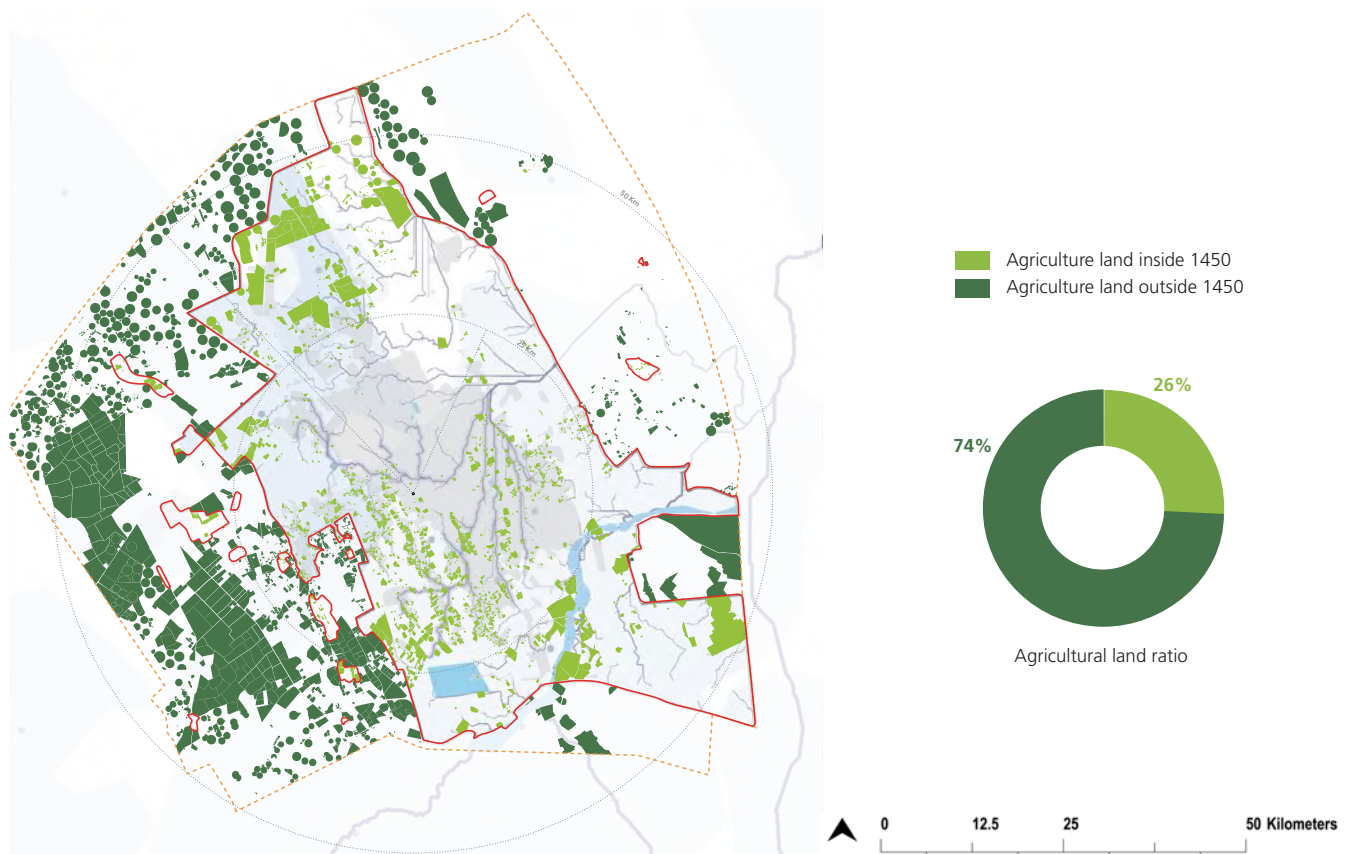 50 Km
25 Km
Agriculture land inside 1450
Agriculture land outside 1450
26%
74%
Agricultural land ratio
0 12.5 25 50 Kilometers